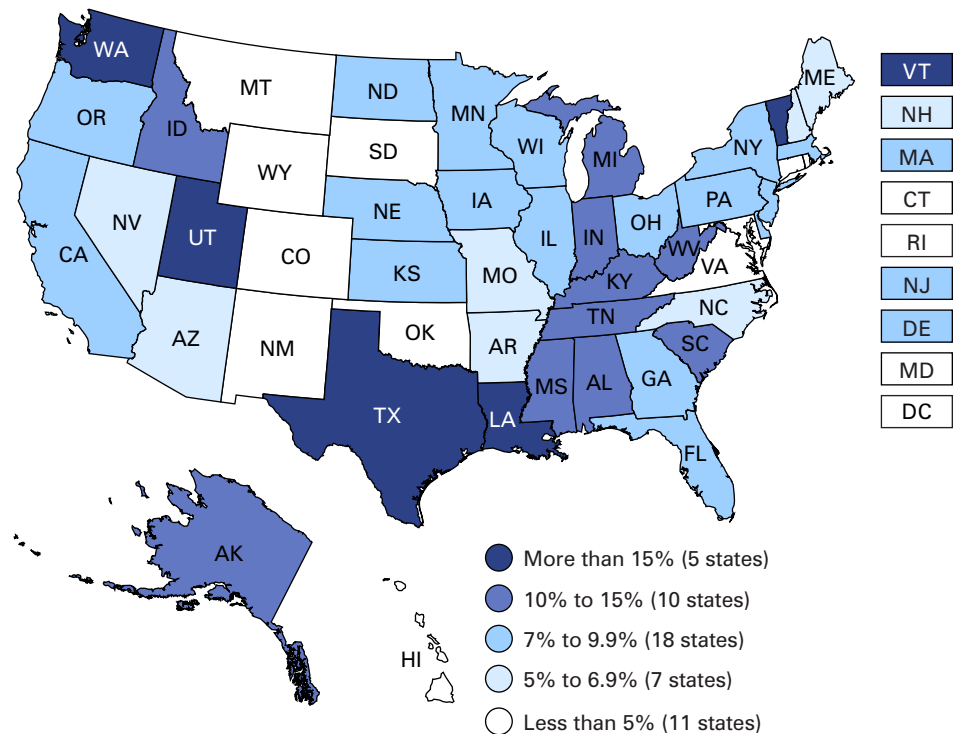 WA
MT
ND
MN
ME
VT
OR
ID
SD
WI
MI
NY
NH
WY
MA
NV
UT
NE
IA
PA
CT
CA
CO
KS
IL
IN
OH
WV
VA
RI
MO
KY
NJ
AZ
NM
OK
AR
TN
NC
DE
SC
MD
TX
LA
MS
AL
GA
DC
FL
AK
HI
More than 15% (5 states)
10% to 15% (10 states)
7% to 9.9% (18 states)
5% to 6.9% (7 states)
Less than 5% (11 states)